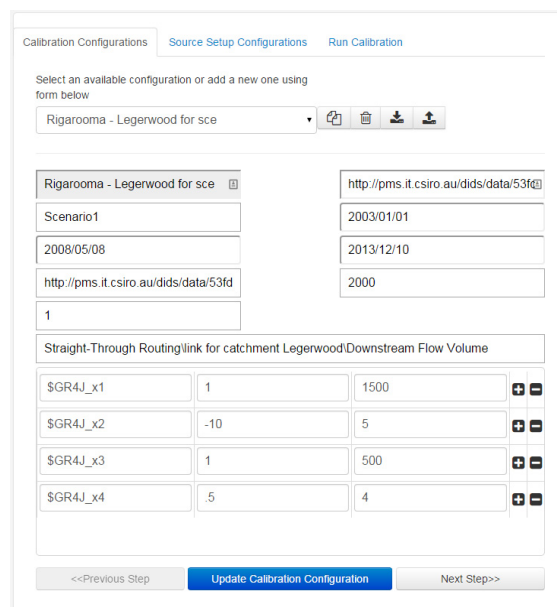 Calibration Configurations Source Setup Configurations Run Calibration
Select an available configuration or add a new one using
form below
Rigarooma - Legerwood for sce
Rigarooma - Legerwood for sce http://pms.it.csiro.au/dids/data/53fd
Scenario1 2003/01/01
2008/05/08 2013/12/10
http://pms.it.csiro.au/dids/data/53fd 2000
1
Straight-Through Routing\link for catchment Legerwood\Downstream Flow Volume
$GR4J_x1 1 1500
$GR4J_x2 -10 5
$GR4J_x3 1 500
$GR4J_x4 .5 4
<<Previous Step Update Calibration Configuration Next Step>>